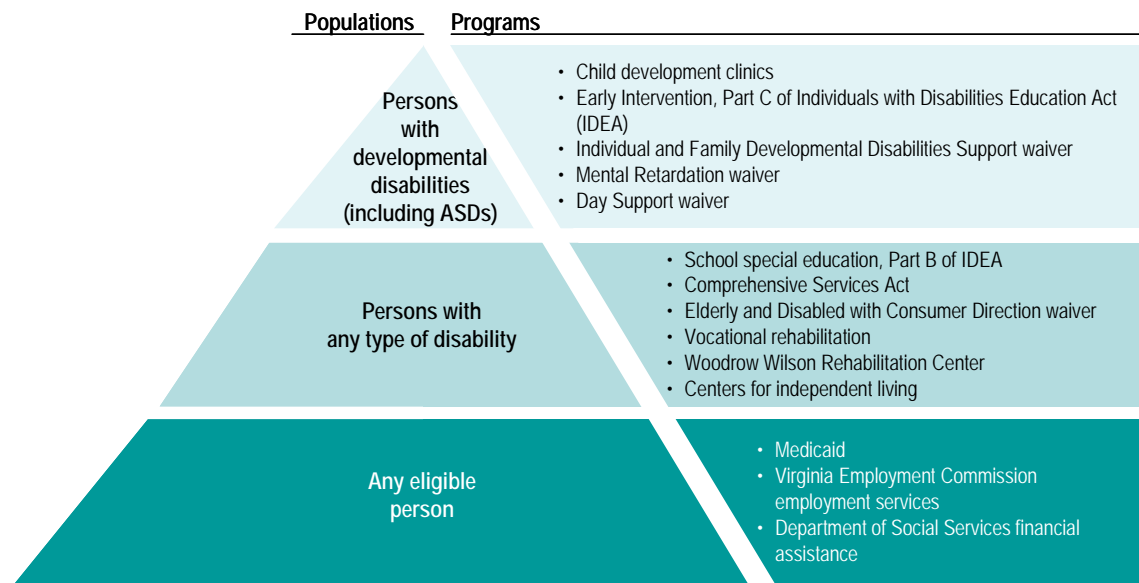 Populations Programs
Persons
with
developmental
disabilities
(including ASDs)
• Child development clinics
• Early Intervention, Part C of Individuals with Disabilities Education Act
(IDEA)
• Individual and Family Developmental Disabilities Support waiver
• Mental Retardation waiver
• Day Support waiver
Persons with
any type of disability
• School special education, Part B of IDEA
• Comprehensive Services Act
• Elderly and Disabled with Consumer Direction waiver
• Vocational rehabilitation
• Woodrow Wilson Rehabilitation Center
• Centers for independent living
Any eligible
person
• Medicaid
• Virginia Employment Commission
employment services
• Department of Social Services financial
assistance